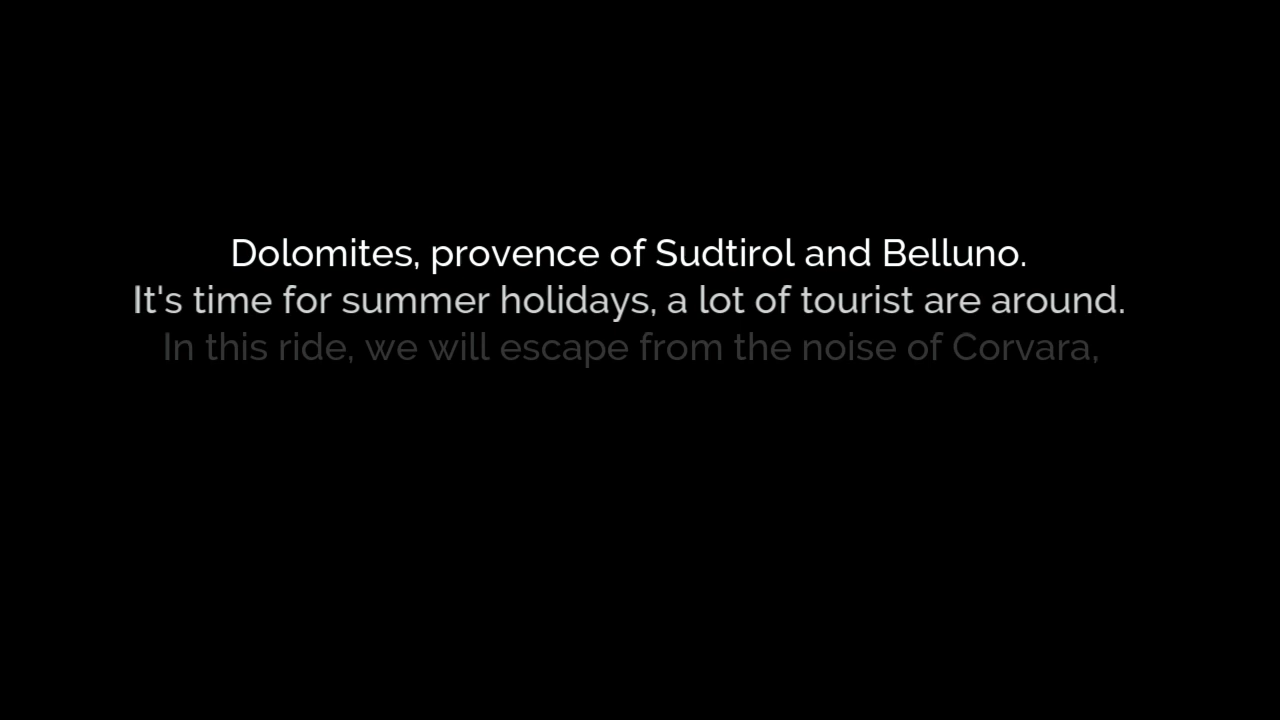 Dolomites, provence of Sudtirol and Belluno.
It's time for summer holidays, a lot of tourist are around.
In this ride, we will escape from the noise of Corvara,